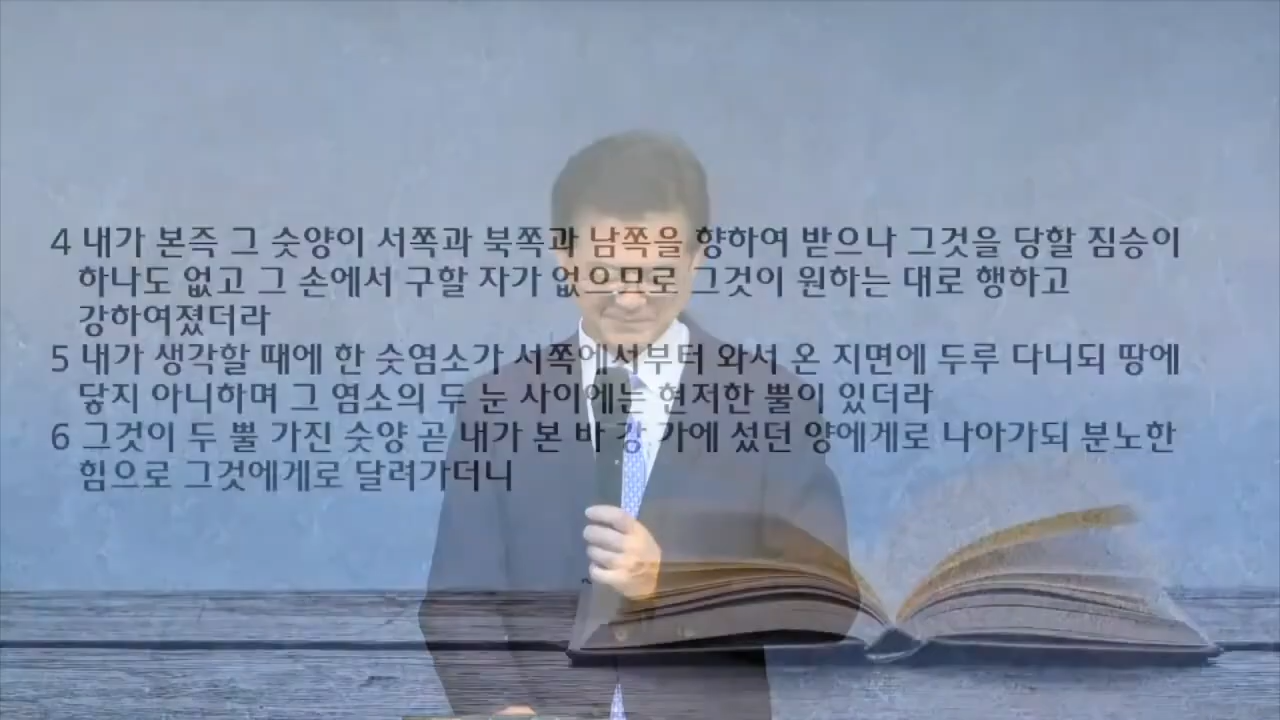 4 내가 본즉 그 숫양이 서쪽과 북쪽과 남쪽을 향하여 받으나 그것을 당할 짐승이
하나도 없고 그 손에서 구할 자가 없으므로 그것이 원하는 대로 행하고
강하여졌더라
5 내가 생각할 때에 한 숫염소가 서쪽에서부터 와서 온 지면에 두루 다니되 땅에
닿지 아니하며 그 염소의 두 눈 사이에는 현저한 뿔이 있더라
6 그것이 두 뿔 가진 숫양 곧 내가 본 바 강 가에 섰던 양에게로 나아가되 분노한
힘으로 그것에게로 달려가더니